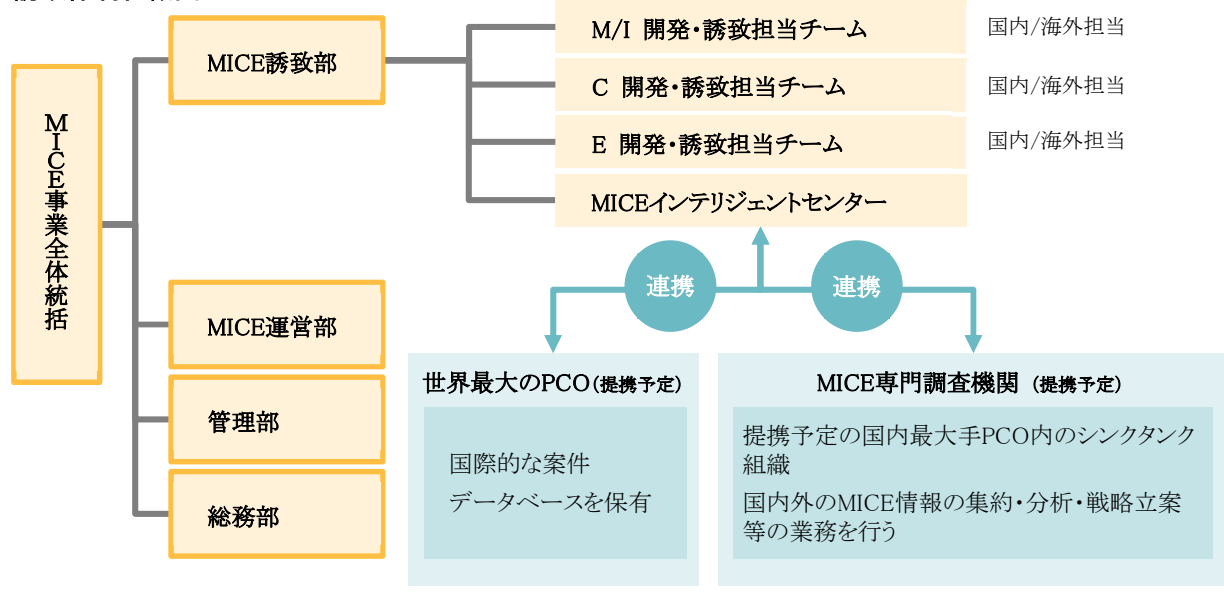 MICE事業全体統括
MICE誘致部
M/I 開発・誘致担当チーム
国内/海外担当
C 開発・誘致担当チーム
国内/海外担当
E 開発・誘致担当チーム
国内/海外担当
MICEインテリジェントセンター
連携
連携
MICE運営部
管理部
総務部
世界最大のPCO(提携予定)
国際的な案件
データベースを保有
MICE専門調査機関 (提携予定)
提携予定の国内最大手PCO内のシンクタンク
組織
国内外のMICE情報の集約・分析・戦略立案
等の業務を行う